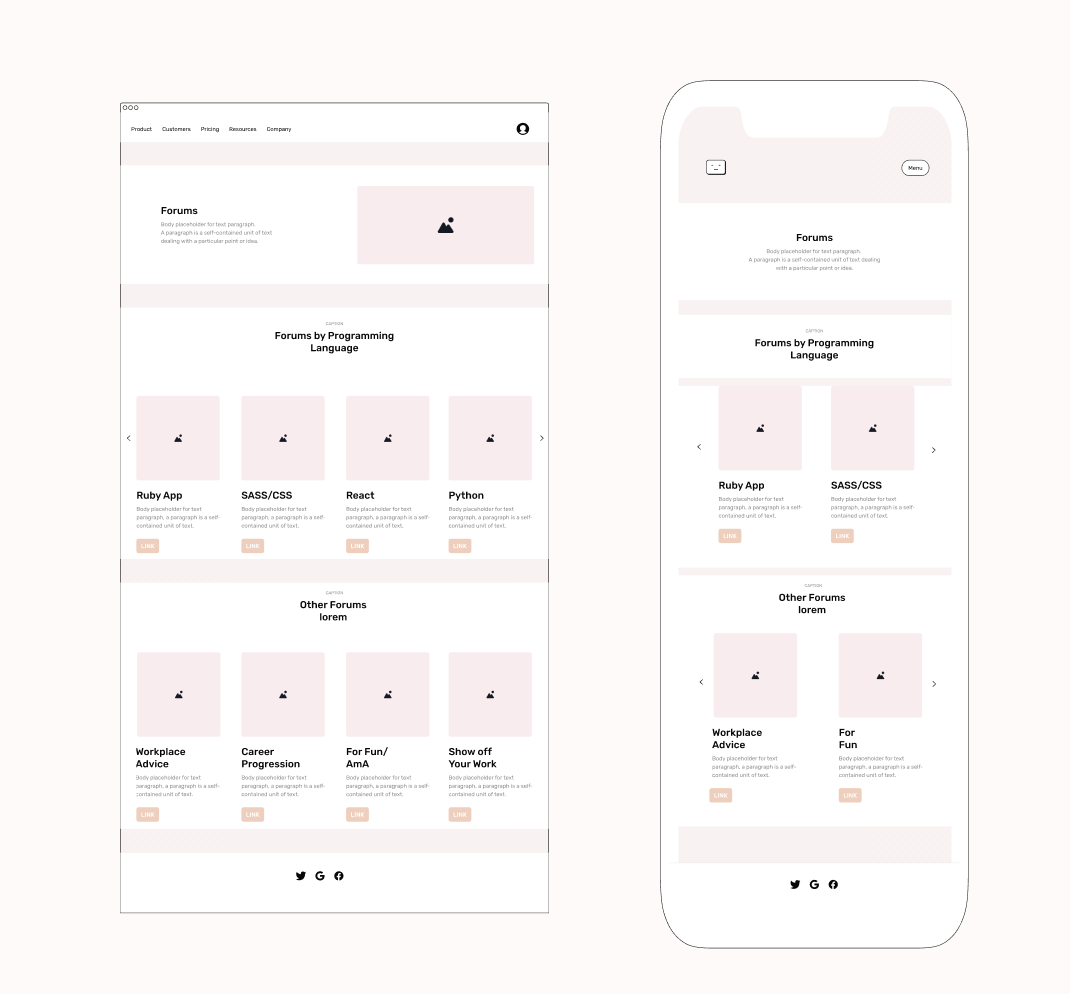 Product Customers Pricing Resources Company
Forums
Body placeholder for text paragraph.
A paragraph is a self-contained unit of text
dealing with a particular point or idea.
CAPTION
Forums by Programming
Language
Ruby App
Body placeholder for text
paragraph, a paragraph is a self-
contained unit of text.
LINK
SASS/CSS
Body placeholder for text
paragraph, a paragraph is a self-
contained unit of text.
LINK
React
Body placeholder for text
paragraph, a paragraph is a self-
contained unit of text.
LINK
Python
Body placeholder for text
paragraph, a paragraph is a self-
contained unit of text.
LINK
CAPTION
Other Forums
lorem
Workplace
Advice
Body placeholder for text
paragraph, a paragraph is a self-
contained unit of text.
LINK
Career
Progression
Body placeholder for text
paragraph, a paragraph is a self-
contained unit of text.
LINK
For Fun/
AmA
Body placeholder for text
paragraph, a paragraph is a self-
contained unit of text.
LINK
Show off
Your Work
Body placeholder for text
paragraph, a paragraph is a self-
contained unit of text.
LINK
Menu
Forums
Body placeholder for text paragraph.
A paragraph is a self-contained unit of text dealing
with a particular point or idea.
CAPTION
Forums by Programming
Language
Ruby App
Body placeholder for text
paragraph, a paragraph is a self-
contained unit of text.
LINK
SASS/CSS
Body placeholder for text
paragraph, a paragraph is a self-
contained unit of text.
LINK
CAPTION
Other Forums
lorem
Workplace
Advice
Body placeholder for text
paragraph, a paragraph is a self-
contained unit of text.
LINK
For
Fun
Body placeholder for text
paragraph, a paragraph is a self-
contained unit of text.
LINK